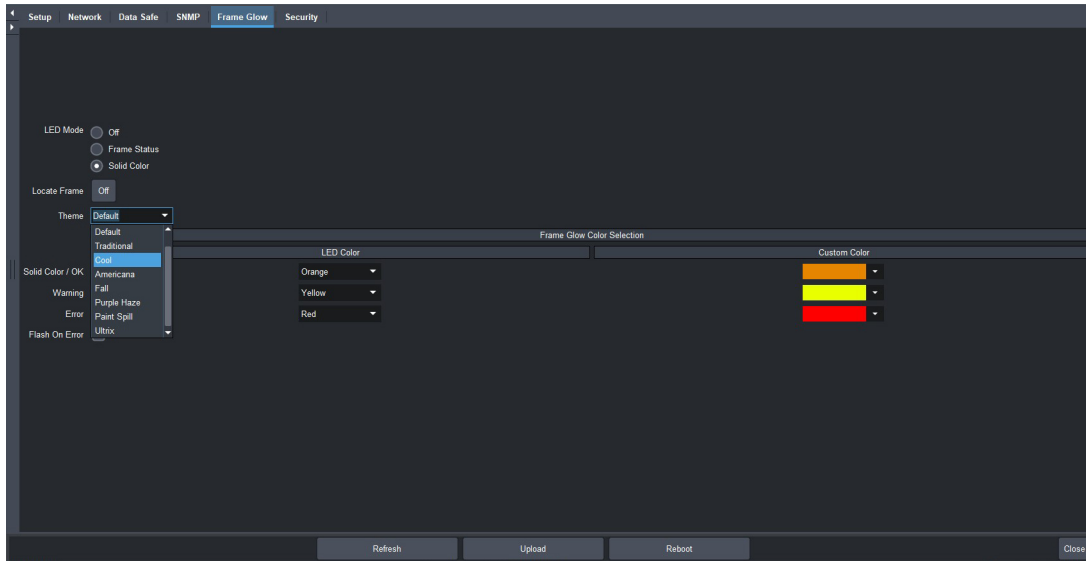 Setup Network Data Safe SNMP Frame Glow Security
LED Mode Off
Frame Status
Solid Color
Locate Frame Off
Theme Default
Default
Traditional
Cool
Americana
Fall
Purple Haze
Paint Spill
Ultrix
Frame Glow Color Selection
LED Color Custom Color
Solid Color / OK Orange
Warning Yellow
Error Red
Flash On Error
Refresh Upload Reboot Close